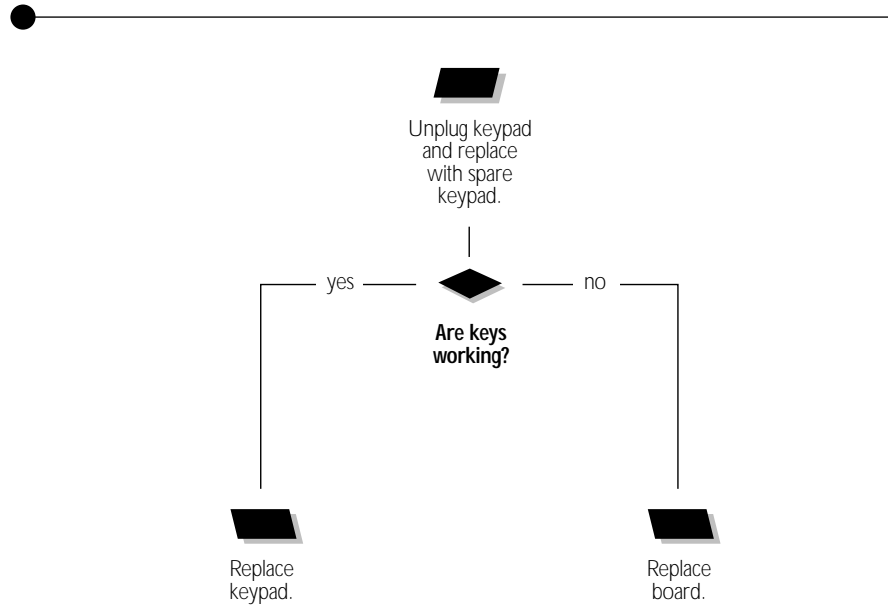 Unplug keypad
and replace
with spare
keypad.
yes
no
Are keys
working?
Replace
keypad.
Replace
board.